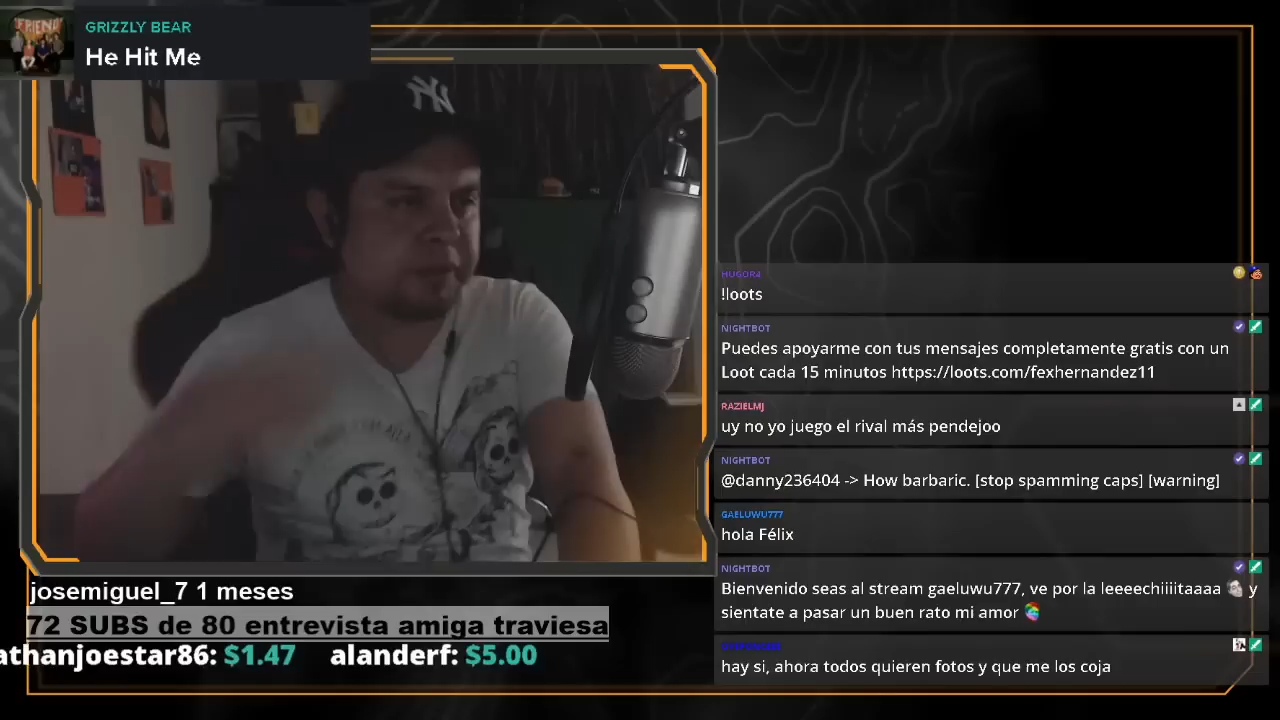 FRIEND
GRIZZLY BEAR
He Hit Me
NY
HUGOR4
!loots
NIGHTBOT
Puedes apoyarme con tus mensajes completamente gratis con un
Loot cada 15 minutos https://loots.com/fexhernandez11
RAZIELMJ
uy no yo juego el rival más pendejoo
NIGHTBOT
@danny236404 -> How barbaric. [stop spamming caps] [warning]
GAELUWU777
hola Félix
NIGHTBOT
Bienvenido seas al stream gaeluwu777, ve por la leeeechiiiitaaaa y
sientate a pasar un buen rato mi amor
hay si, ahora todos quieren fotos y que me los coja
josemiguel_7 1 meses
72 SUBS de 80 entrevista amiga traviesa
athanjoestar86: $1.47 alanderf: $5.00